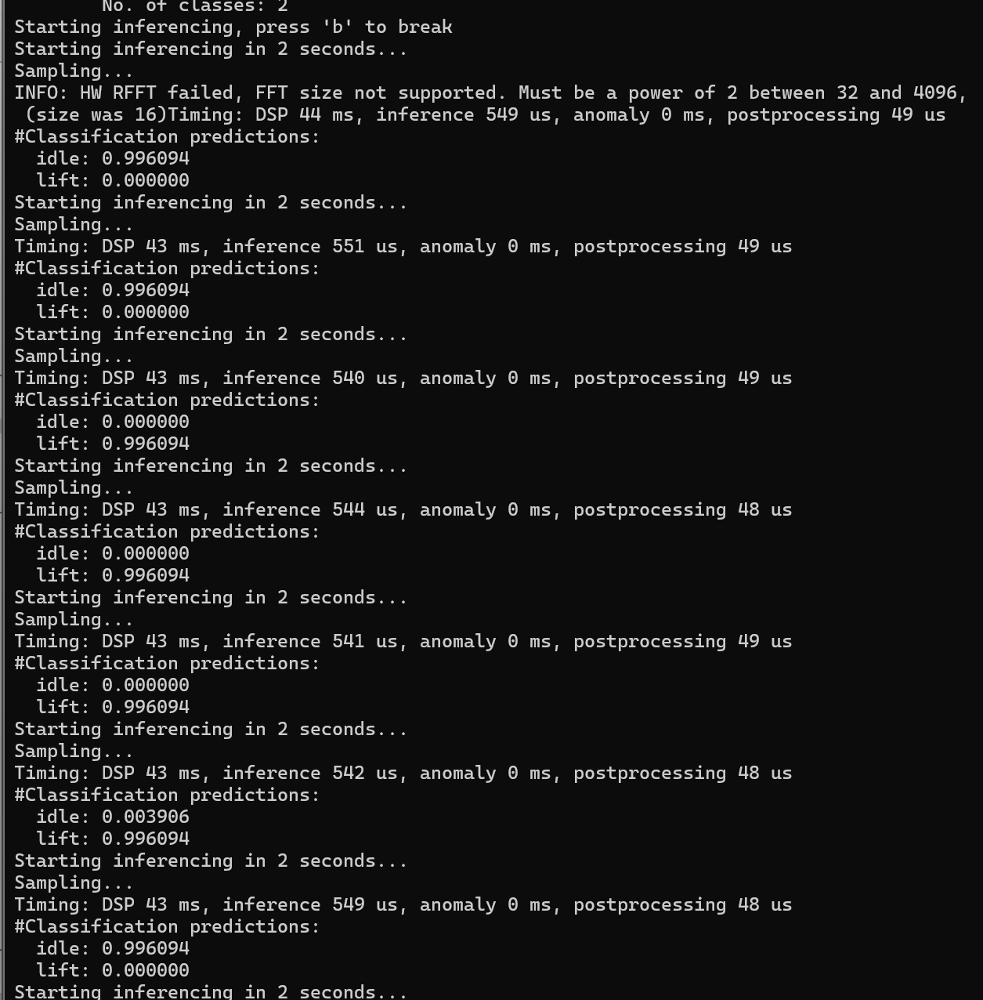 No. of classes: 2
Starting inferencing, press 'b' to break
Starting inferencing in 2 seconds...
Sampling...
INFO: HW RFFT failed, FFT size not supported. Must be a power of 2 between 32 and 4096,
(size was 16)Timing: DSP 44 ms, inference 549 us, anomaly 0 ms, postprocessing 49 us
#Classification predictions:
idle: 0.996094
lift: 0.000000
Starting inferencing in 2 seconds...
Sampling...
Timing: DSP 43 ms, inference 551 us, anomaly 0 ms, postprocessing 49 us
#Classification predictions:
idle: 0.996094
lift: 0.000000
Starting inferencing in 2 seconds...
Sampling...
Timing: DSP 43 ms, inference 540 us, anomaly 0 ms, postprocessing 49 us
#Classification predictions:
idle: 0.000000
lift: 0.996094
Starting inferencing in 2 seconds...
Sampling...
Timing: DSP 43 ms, inference 544 us, anomaly 0 ms, postprocessing 48 us
#Classification predictions:
idle: 0.000000
lift: 0.996094
Starting inferencing in 2 seconds...
Sampling...
Timing: DSP 43 ms, inference 541 us, anomaly 0 ms, postprocessing 49 us
#Classification predictions:
idle: 0.000000
lift: 0.996094
Starting inferencing in 2 seconds...
Sampling...
Timing: DSP 43 ms, inference 542 us, anomaly 0 ms, postprocessing 48 us
#Classification predictions:
idle: 0.003906
lift: 0.996094
Starting inferencing in 2 seconds...
Sampling...
Timing: DSP 43 ms, inference 549 us, anomaly 0 ms, postprocessing 48 us
#Classification predictions:
idle: 0.996094
lift: 0.000000
Starting inferencing in 2 seconds...